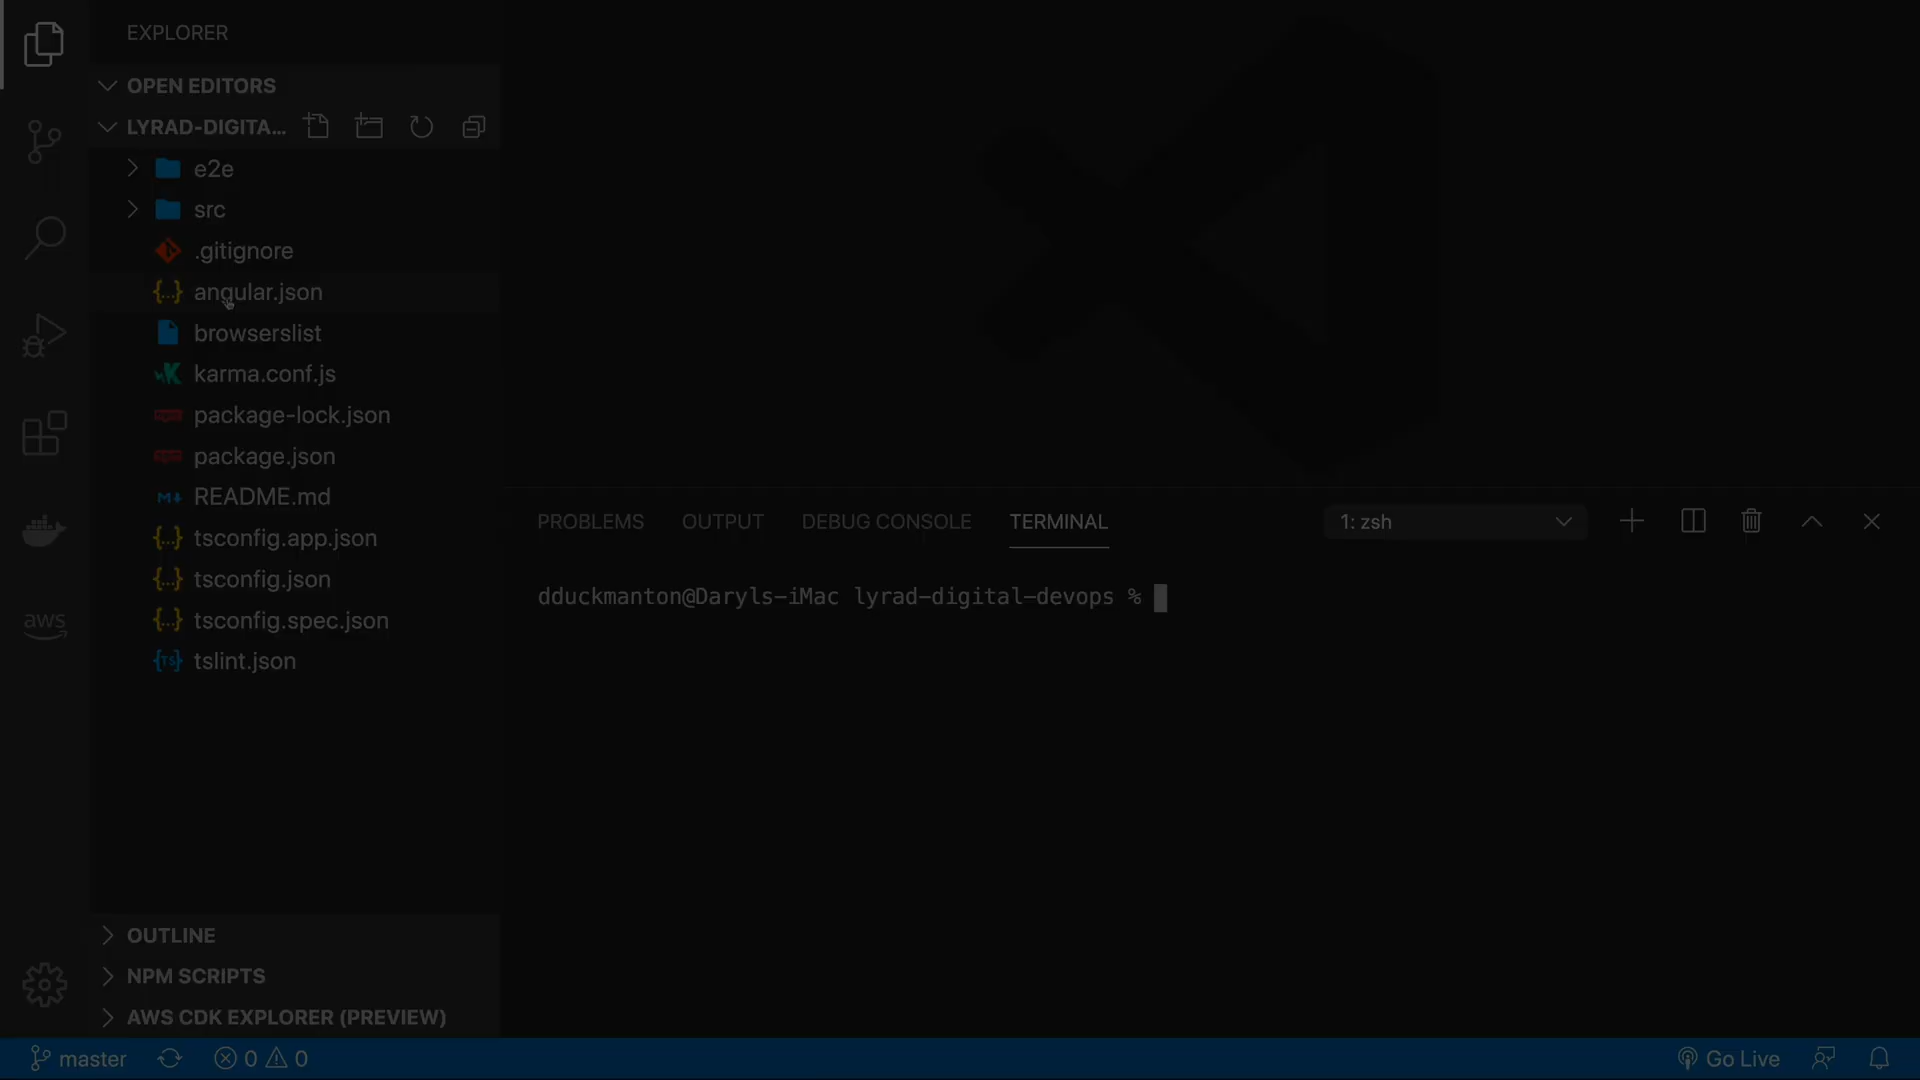 EXPLORER
OPEN EDITORS
LYRAD-DIGITA...
e2e
src
.gitignore
angular.json
browserslist
karma.conf.js
package-lock.json
package.json
README.md
tsconfig.app.json
tsconfig.json
tsconfig.spec.json
tslint.json
aws
PROBLEMS OUTPUT DEBUG CONSOLE TERMINAL 1: zsh
dduckmanton@Daryls-iMac lyrad-digital-devops %
OUTLINE
NPM SCRIPTS
AWS CDK EXPLORER (PREVIEW)
master 0 0 Go Live